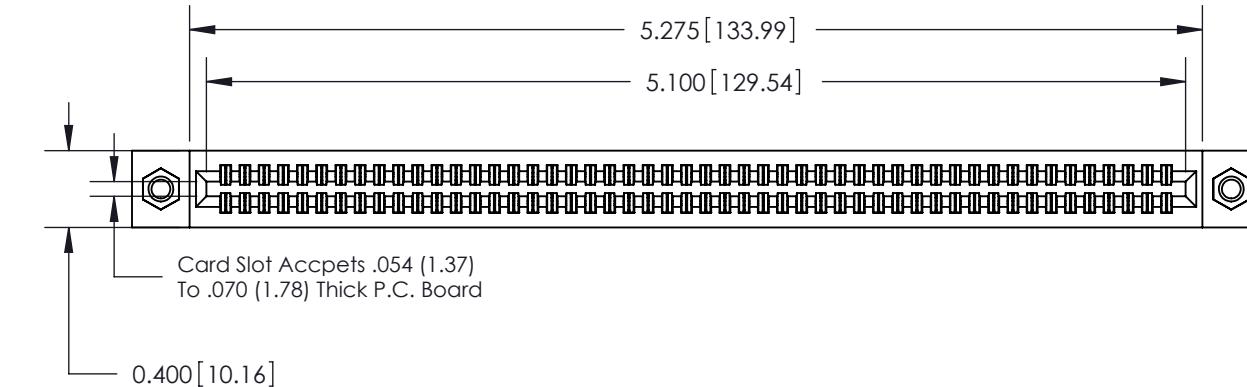 5.275[133.99]
5.100[129.54]
Card Slot Accpets .054 (1.37)
To .070 (1.78) Thick P.C. Board
0.400[10.16]